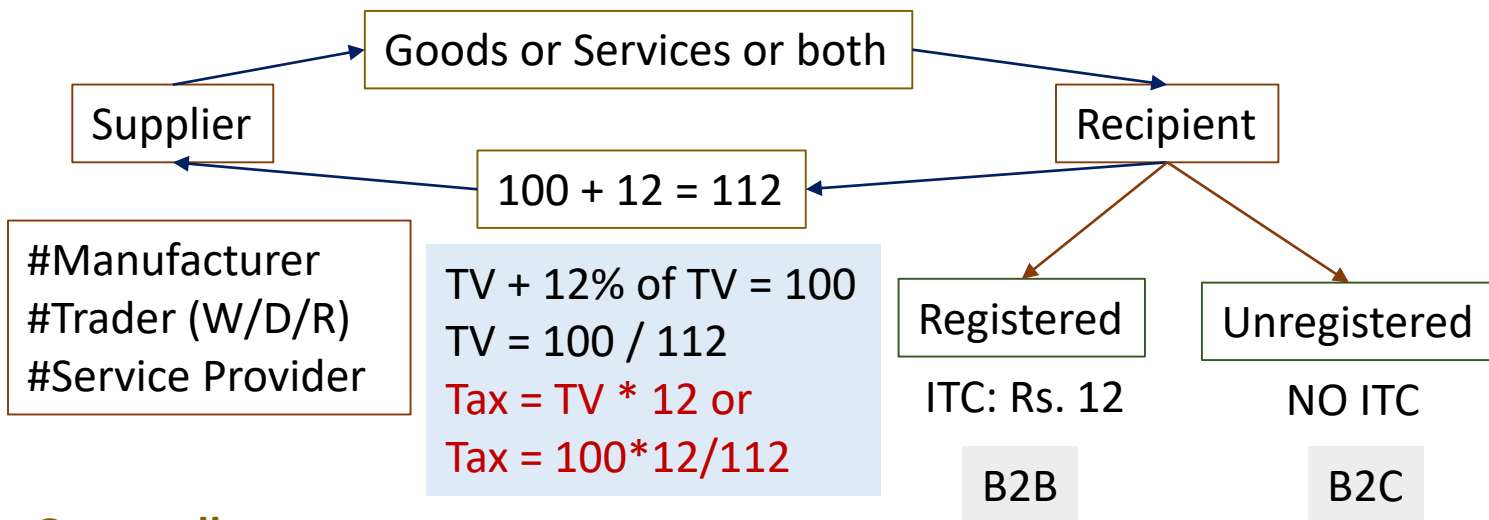 Goods or Services or both
Supplier
Recipient
100 + 12 = 112
#Manufacturer
#Trader (W/D/R)
#Service Provider
TV + 12% of TV = 100
TV = 100 / 112
Tax = TV * 12 or
Tax = 100*12/112
Registered
Unregistered
ITC: Rs. 12
NO ITC
B2B
B2C